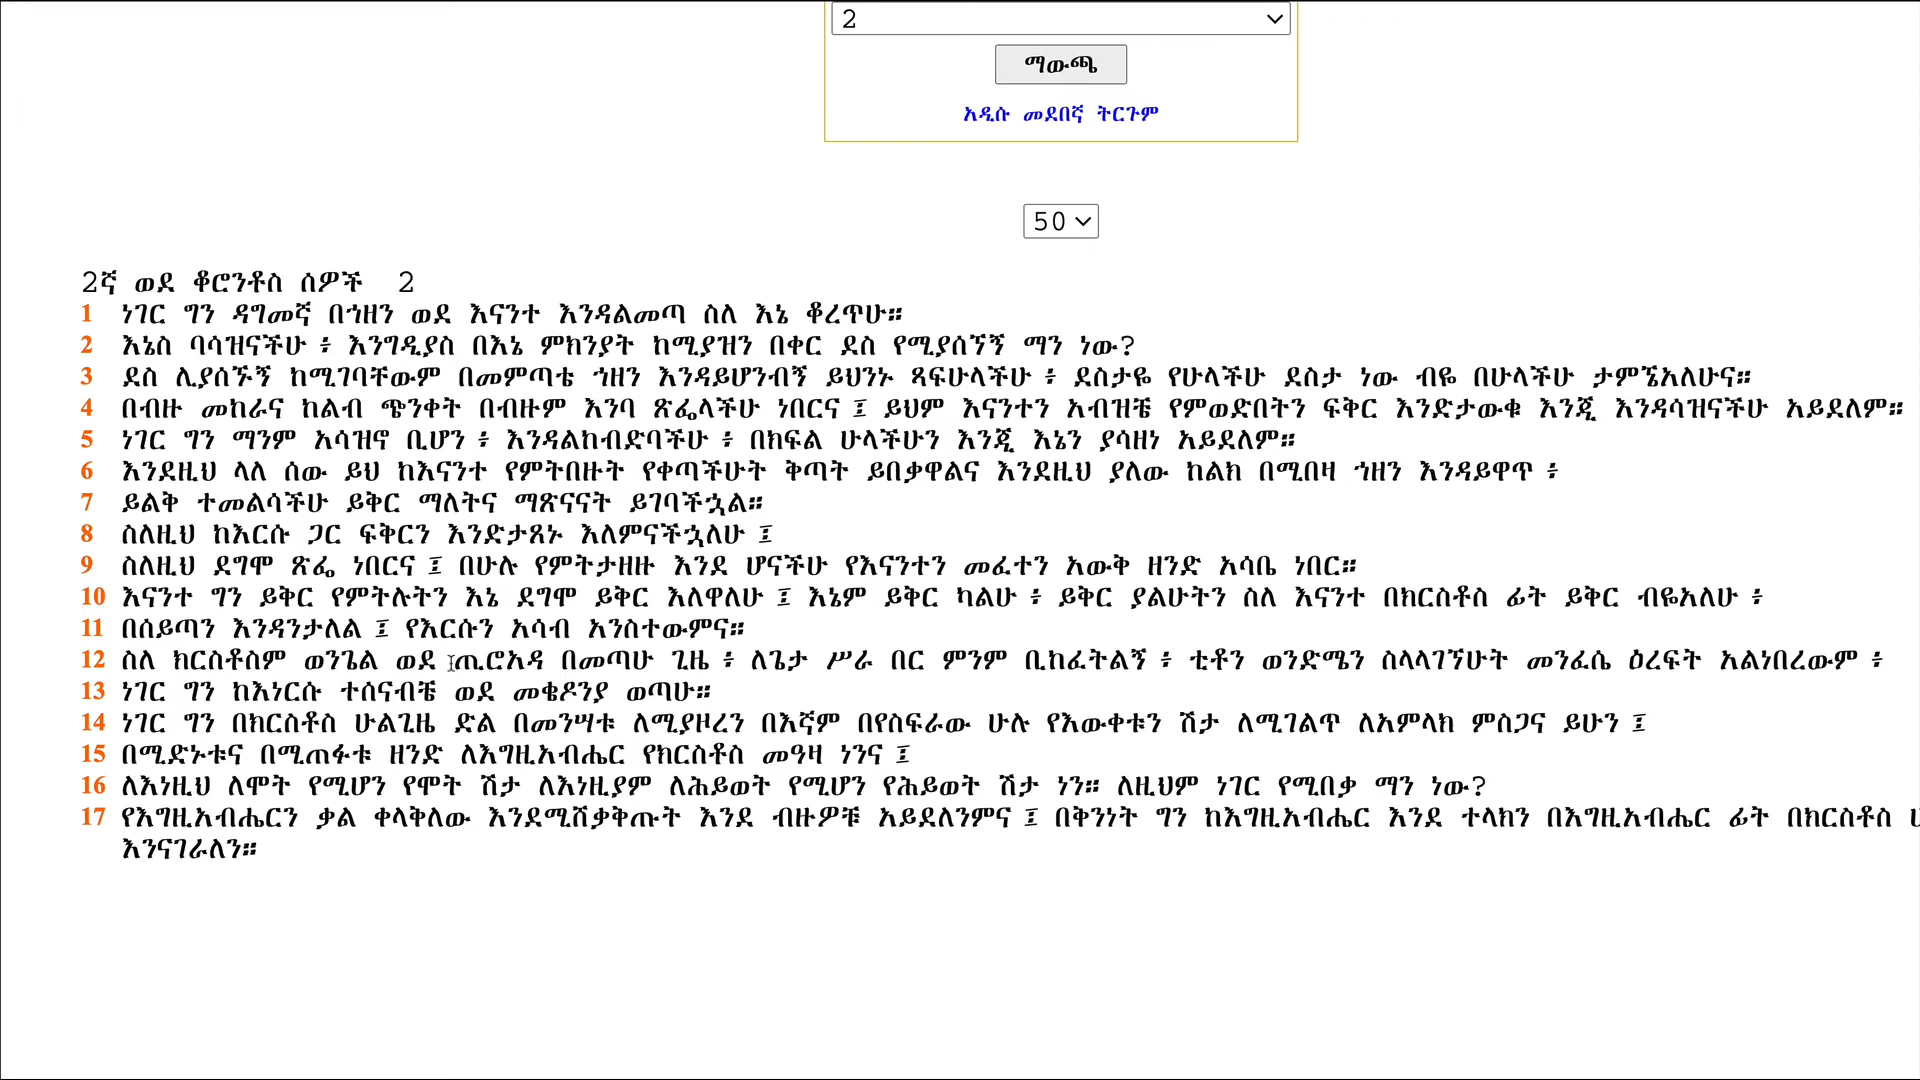 2
ማውጫ
አዲሱ መደበኛ ትርጉም
50
2ኛ ወደ ቆሮንቶስ ሰዎች 2
1 ነገር ግን ዳግመኛ በኀዘን ወደ እናንተ እንዳልመጣ ስለ እኔ ቆረጥሁ።
2 እኔስ ባሳዝናችሁ ፥ እንግዲያስ በእኔ ምክንያት ከሚያዝን በቀር ደስ የሚያሰኘኝ ማን ነው?
3 ደስ ሊያሰኙኝ ከሚገባቸውም በመምጣቴ ኀዘን እንዳይሆንብኝ ይህንኑ ጻፍሁላችሁ ፥ ደስታዬ የሁላችሁ ደስታ ነው ብዬ በሁላችሁ ታምኜአለሁና።
4 በብዙ መከራና ከልብ ጭንቀት በብዙም እንባ ጽፌላችሁ ነበርና ፤ ይህም እናንተን አብዝቼ የምወድበትን ፍቅር እንድታውቁ እንጂ እንዳሳዝናችሁ አይደለም።
5 ነገር ግን ማንም አሳዝኖ ቢሆን ፥ እንዳልከብድባችሁ ፥ በክፍል ሁላችሁን እንጂ እኔን ያሳዘነ አይደለም።
6 እንደዚህ ላለ ሰው ይህ ከእናንተ የምትበዙት የቀጣችሁት ቅጣት ይበቃዋልና እንደዚህ ያለው ከልክ በሚበዛ ኀዘን እንዳይዋጥ ፥
7 ይልቅ ተመልሳችሁ ይቅር ማለትና ማጽናናት ይገባችኋል።
8 ስለዚህ ከእርሱ ጋር ፍቅርን እንድታጸኑ እለምናችኋለሁ ፤
9 ስለዚህ ደግሞ ጽፌ ነበርና ፤ በሁሉ የምትታዘዙ እንደ ሆናችሁ የእናንተን መፈተን አውቅ ዘንድ አሳቤ ነበር።
10 እናንተ ግን ይቅር የምትሉትን እኔ ደግሞ ይቅር እለዋለሁ ፤ እኔም ይቅር ካልሁ ፥ ይቅር ያልሁትን ስለ እናንተ በክርስቶስ ፊት ይቅር ብዬአለሁ ፥
11 በሰይጣን እንዳንታለል ፤ የእርሱን አሳብ አንስተውምና።
12 ስለ ክርስቶስም ወንጌል ወደ ጢሮአዳ በመጣሁ ጊዜ ፥ ለጌታ ሥራ በር ምንም ቢከፈትልኝ ፥ ቲቶን ወንድሜን ስላላገኘሁት መንፈሴ ዕረፍት አልነበረውም ፥
13 ነገር ግን ከእነርሱ ተሰናብቼ ወደ መቄዶንያ ወጣሁ።
14 ነገር ግን በክርስቶስ ሁልጊዜ ድል በመንሣቱ ለሚያዞረን በእኛም በየስፍራው ሁሉ የእውቀቱን ሽታ ለሚገልጥ ለአምላክ ምስጋና ይሁን ፤
15 በሚድኑቱና በሚጠፉቱ ዘንድ ለእግዚአብሔር የክርስቶስ መዓዛ ነንና ፤
16 ለእነዚህ ለሞት የሚሆን የሞት ሽታ ለእነዚያም ለሕይወት የሚሆን የሕይወት ሽታ ነን። ለዚህም ነገር የሚበቃ ማን ነው?
17 የእግዚአብሔርን ቃል ቀላቅለው እንደሚሸቃቅጡት እንደ ብዙዎቹ አይደለንምና ፤ በቅንነት ግን ከእግዚአብሔር እንደ ተላክን በእግዚአብሔር ፊት በክርስቶስ
እንናገራለን።